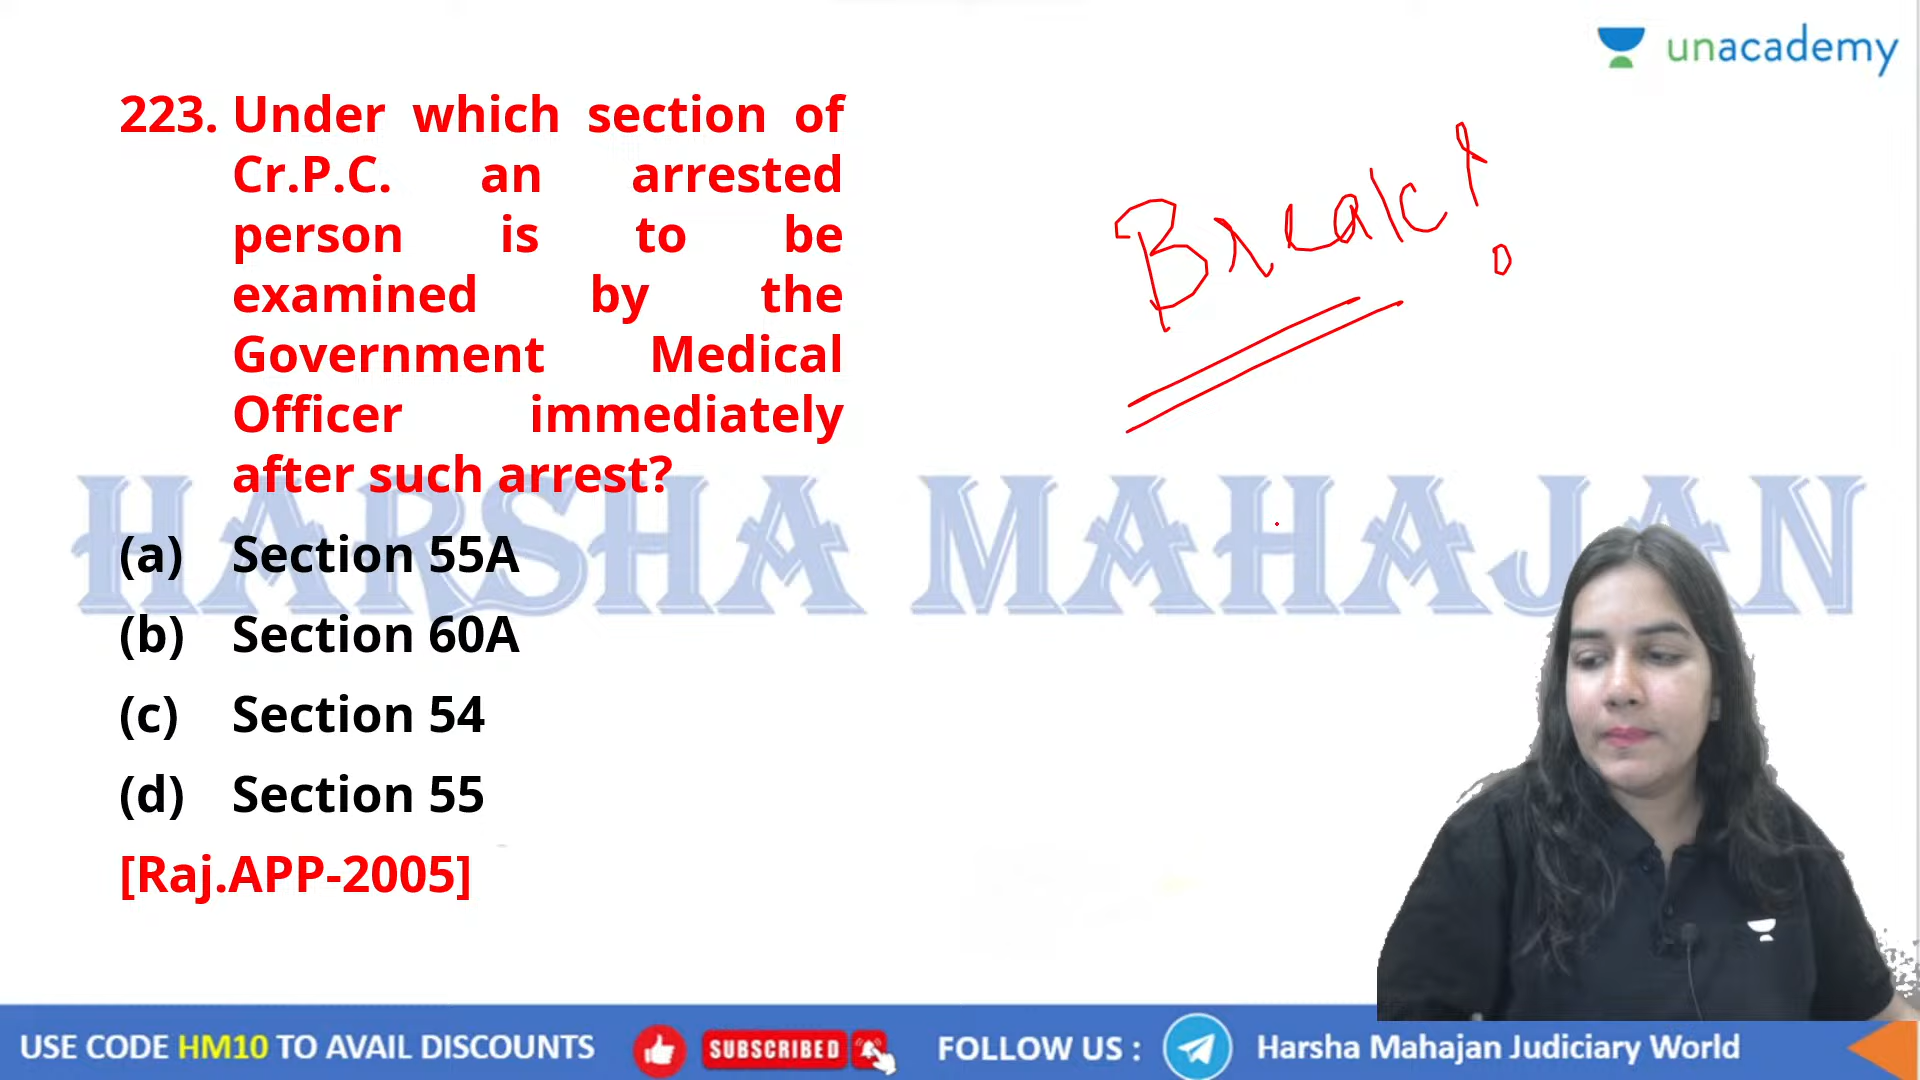 unacademy
223. Under which section of
Cr.P.C. an arrested
person is to be
examined by the
Government Medical
Officer immediately
after such arrest?
Break!
HARSHA MAHAJAN
(a) Section 55A
(b) Section 60A
(c) Section 54
(d) Section 55
[Raj.APP-2005]
USE CODE HM10 TO AVAIL DISCOUNTS
SUBSCRIBED
FOLLOW US :
Harsha Mahajan Judiciary World